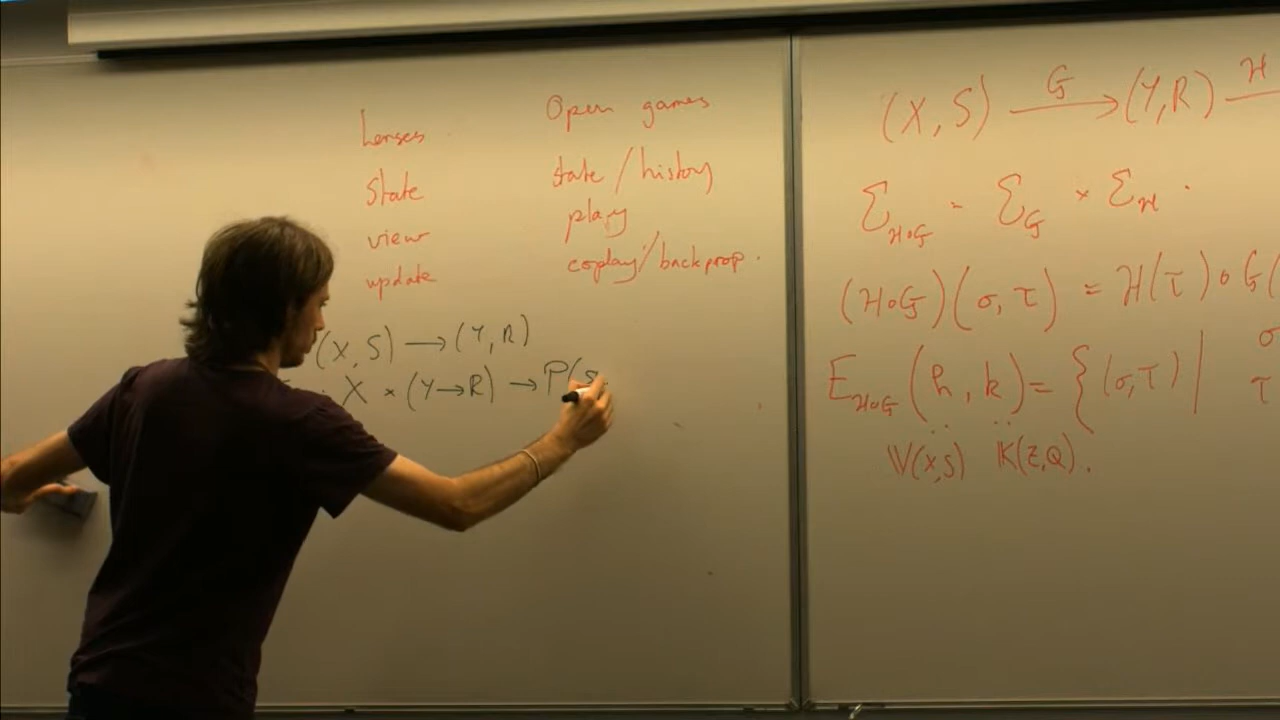 Lenses
Open games
State
state / history
view
play
update
coplay/backprop.
(X, S) → (Y, R)
X × (Y→R) → P(s
(X, S) —G→ (Y, R) —H
Σ_{H∘G} = Σ_G × Σ_H.
(H∘G)(σ, τ) = H(τ) ∘ G(
E_{H∘G}(h, k) = {(σ, τ) |
σ
τ
𝕍(X,S) 𝕂(Z,Q).